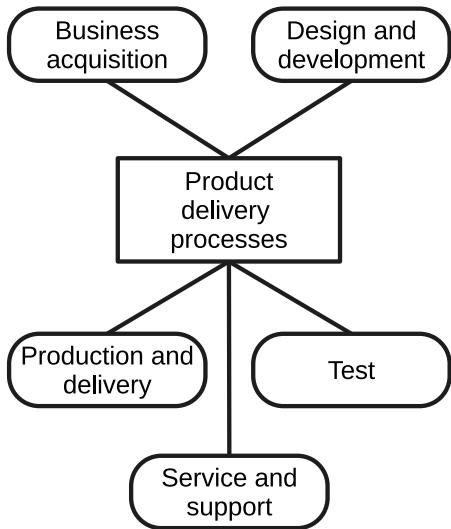 Business
acquisition
Design and
development
Product
delivery
processes
Production and
delivery
Test
Service and
support